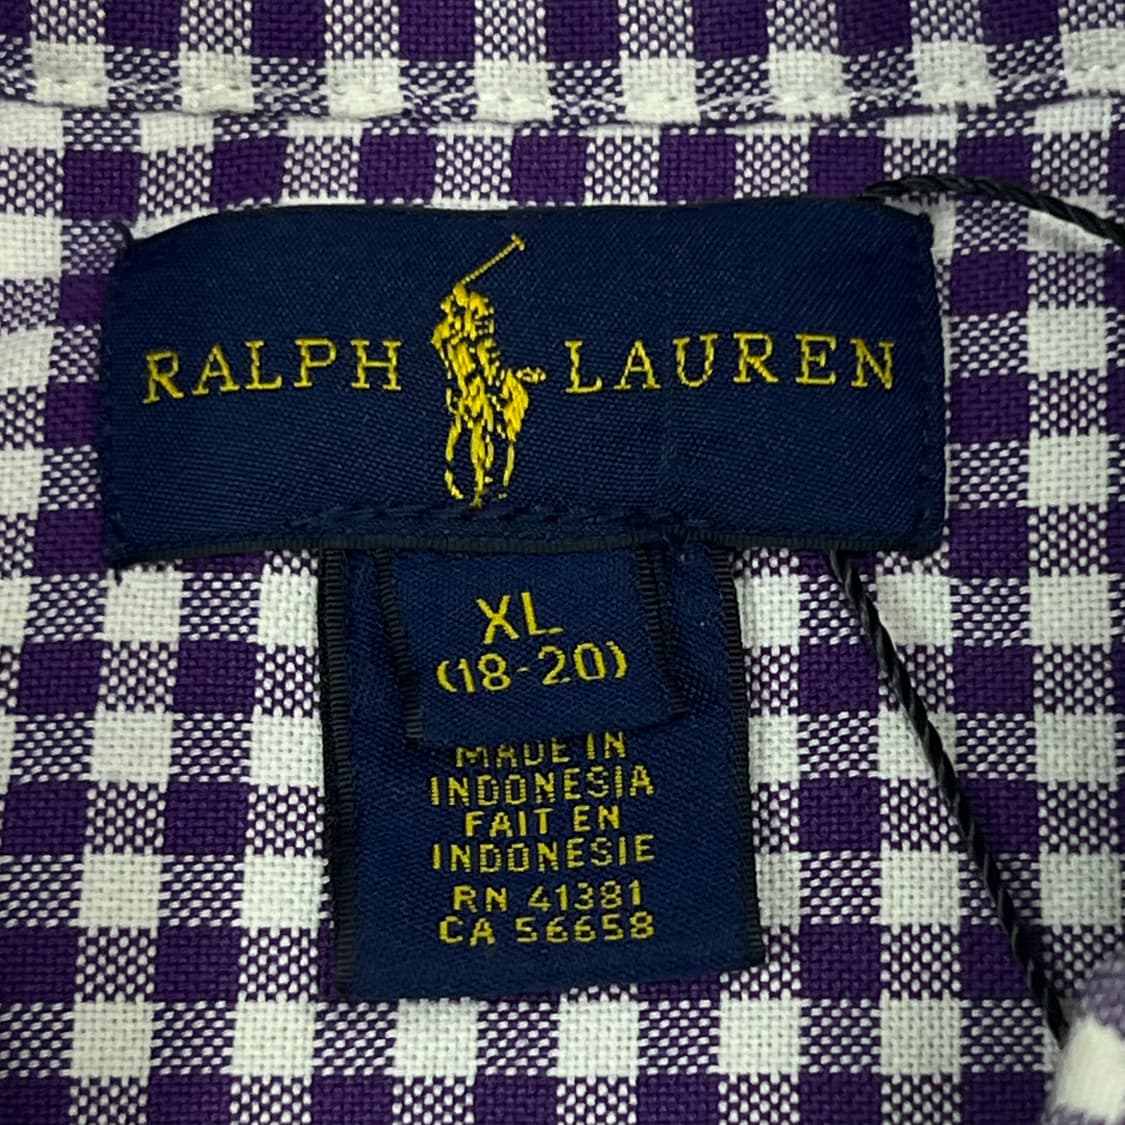 RALPH LAUREN
XL
(18-20)
MADE IN
INDONESIA
FAIT EN
INDONESIE
RN 41381
CA 56658